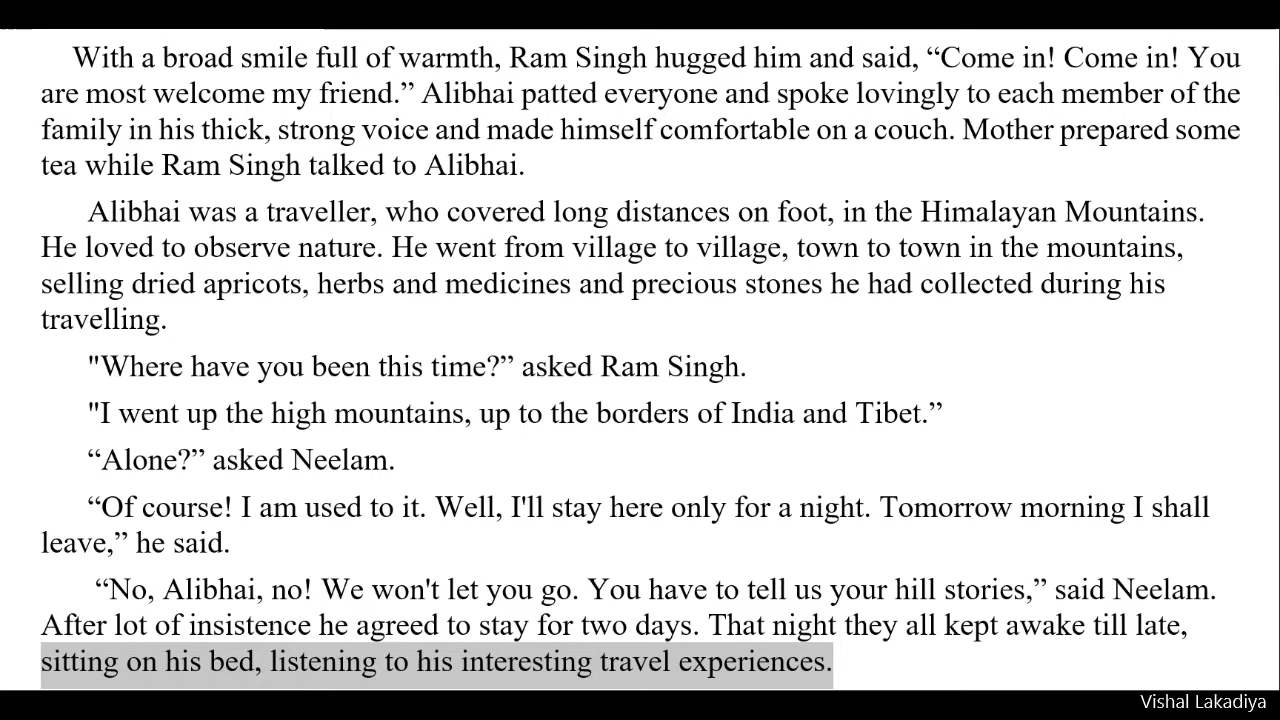 With a broad smile full of warmth, Ram Singh hugged him and said, “Come in! Come in! You
are most welcome my friend.” Alibhai patted everyone and spoke lovingly to each member of the
family in his thick, strong voice and made himself comfortable on a couch. Mother prepared some
tea while Ram Singh talked to Alibhai.
Alibhai was a traveller, who covered long distances on foot, in the Himalayan Mountains.
He loved to observe nature. He went from village to village, town to town in the mountains,
selling dried apricots, herbs and medicines and precious stones he had collected during his
travelling.
"Where have you been this time?” asked Ram Singh.
"I went up the high mountains, up to the borders of India and Tibet.”
“Alone?” asked Neelam.
“Of course! I am used to it. Well, I'll stay here only for a night. Tomorrow morning I shall
leave,” he said.
“No, Alibhai, no! We won't let you go. You have to tell us your hill stories,” said Neelam.
After lot of insistence he agreed to stay for two days. That night they all kept awake till late,
sitting on his bed, listening to his interesting travel experiences.
Vishal Lakadiya